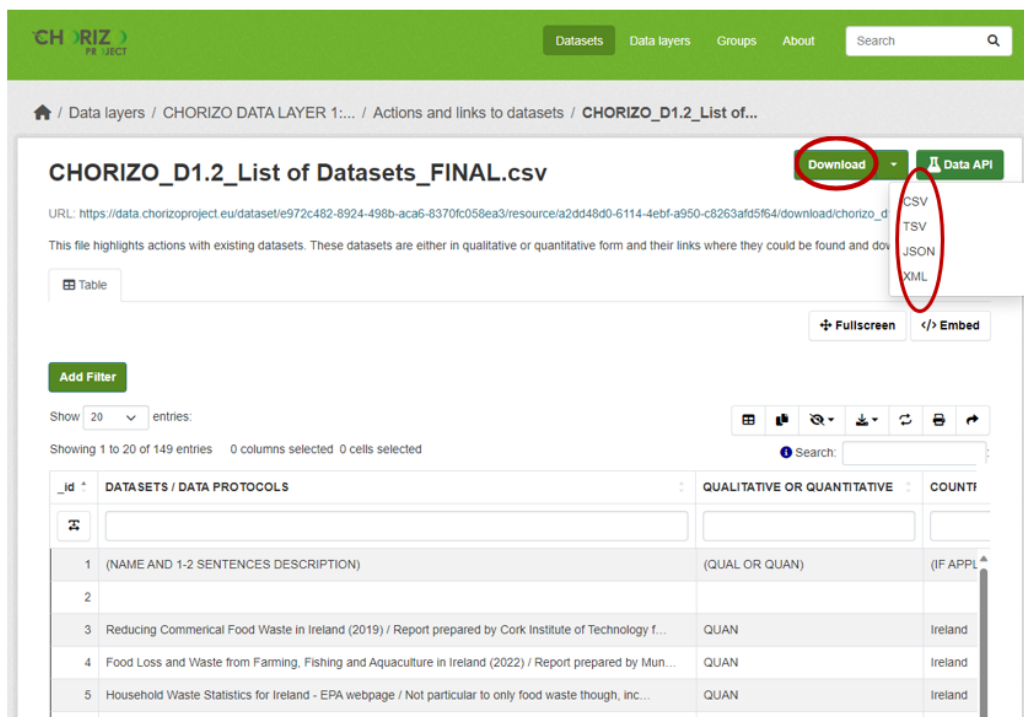 CH RIZ
PR JECT
Datasets Data layers Groups About Search
/ Data layers / CHORIZO DATA LAYER 1:... / Actions and links to datasets / CHORIZO_D1.2_List of...
CHORIZO_D1.2_List of Datasets_FINAL.csv
Download Data API
CSV
TSV
JSON
XML
URL: https://data.chorizoproject.eu/dataset/e972c482-8924-498b-aca6-8370fc058ea3/resource/a2dd48d0-6114-4ebf-a950-c8263afd5f64/download/chorizo_d
This file highlights actions with existing datasets. These datasets are either in qualitative or quantitative form and their links where they could be found and dow
Table
Fullscreen </> Embed
Add Filter
Show 20 entries:
Showing 1 to 20 of 149 entries 0 columns selected 0 cells selected
Search:
_id DATASETS / DATA PROTOCOLS QUALITATIVE OR QUANTITATIVE COUNTR
1 (NAME AND 1-2 SENTENCES DESCRIPTION) (QUAL OR QUAN) (IF APPL
2
3 Reducing Commerical Food Waste in Ireland (2019) / Report prepared by Cork Institute of Technology f... QUAN Ireland
4 Food Loss and Waste from Farming, Fishing and Aquaculture in Ireland (2022) / Report prepared by Mun... QUAN Ireland
5 Household Waste Statistics for Ireland - EPA webpage / Not particular to only food waste though, inc... QUAN Ireland